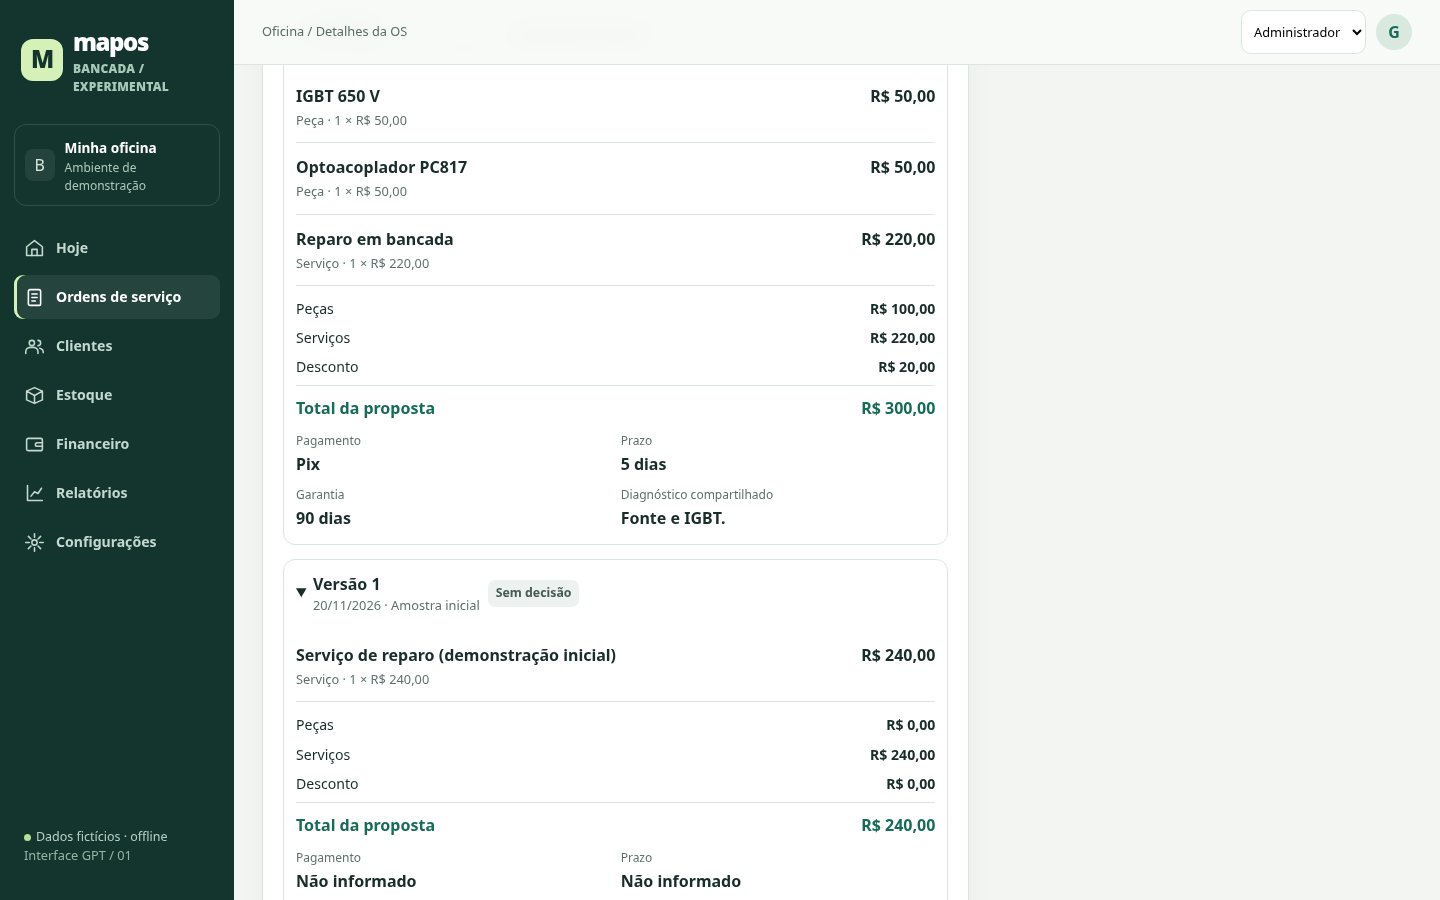 M
mapos
BANCADA /
EXPERIMENTAL
B
Minha oficina
Ambiente de
demonstração
Hoje
Ordens de serviço
Clientes
Estoque
Financeiro
Relatórios
Configurações
Dados fictícios · offline
Interface GPT / 01
Oficina / Detalhes da OS
Administrador
G
IGBT 650 V R$ 50,00
Peça · 1 × R$ 50,00
Optoacoplador PC817 R$ 50,00
Peça · 1 × R$ 50,00
Reparo em bancada R$ 220,00
Serviço · 1 × R$ 220,00
Peças R$ 100,00
Serviços R$ 220,00
Desconto R$ 20,00
Total da proposta R$ 300,00
Pagamento Prazo
Pix 5 dias
Garantia Diagnóstico compartilhado
90 dias Fonte e IGBT.
Versão 1
20/11/2026 · Amostra inicial
Sem decisão
Serviço de reparo (demonstração inicial) R$ 240,00
Serviço · 1 × R$ 240,00
Peças R$ 0,00
Serviços R$ 240,00
Desconto R$ 0,00
Total da proposta R$ 240,00
Pagamento Prazo
Não informado Não informado